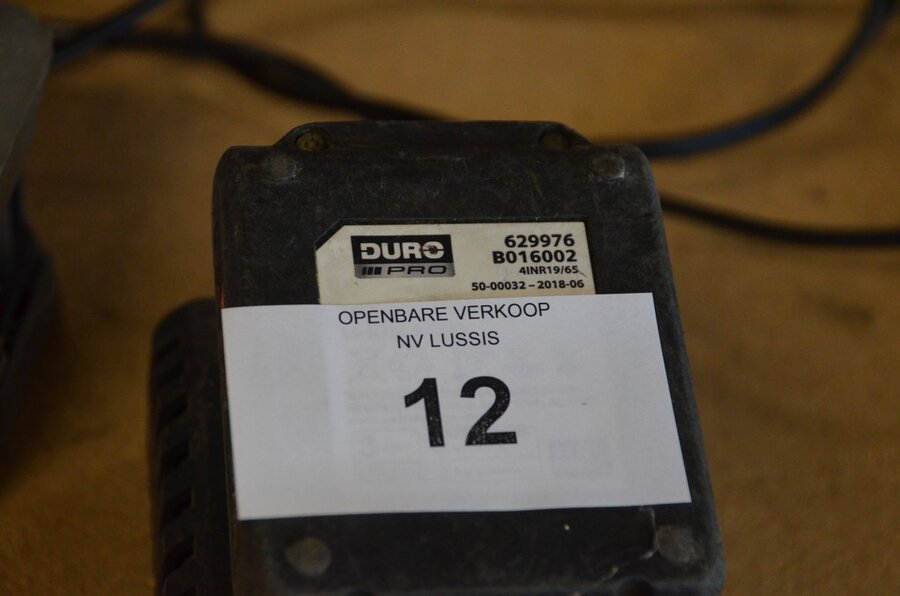 DURO
PRO
629976
B016002
4INR19/65
50-00032 – 2018-06
OPENBARE VERKOOP
NV LUSSIS
12